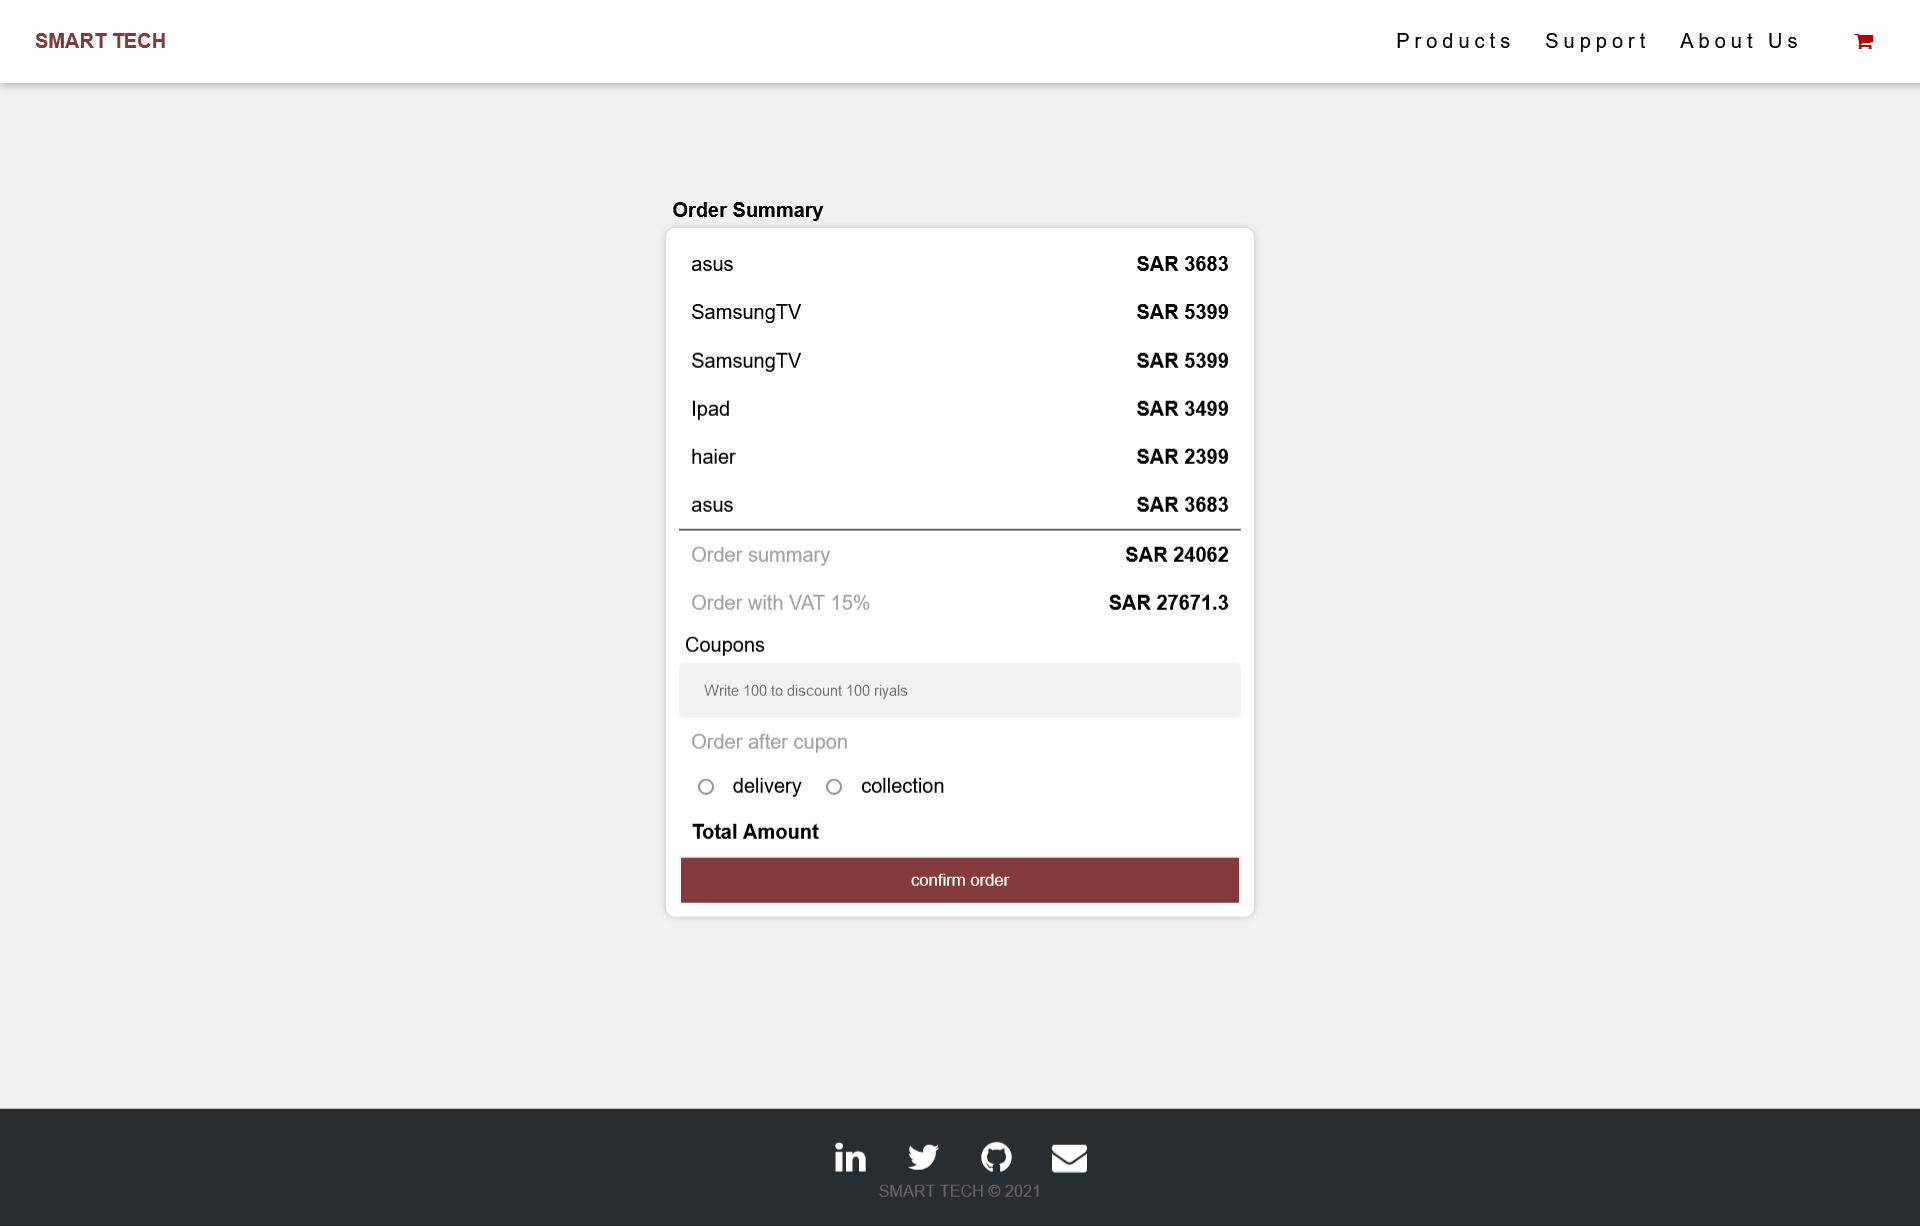 SMART TECH Products Support About Us
Order Summary
asus SAR 3683
SamsungTV SAR 5399
SamsungTV SAR 5399
Ipad SAR 3499
haier SAR 2399
asus SAR 3683
Order summary SAR 24062
Order with VAT 15% SAR 27671.3
Coupons
Write 100 to discount 100 riyals
Order after cupon
delivery collection
Total Amount
confirm order
SMART TECH © 2021